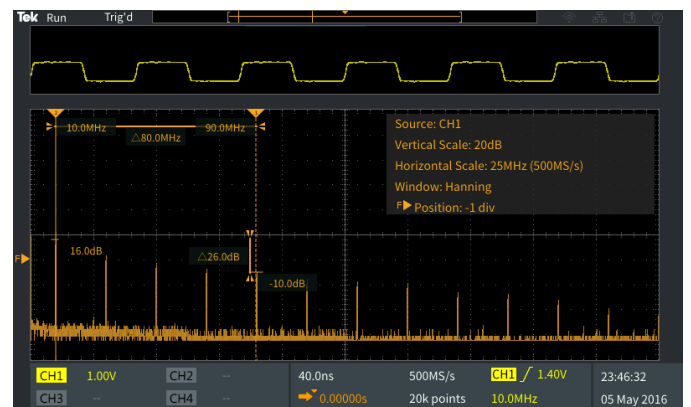 Tek Run Trig'd
10.0MHz 90.0MHz
△80.0MHz
Source: CH1
Vertical Scale: 20dB
Horizontal Scale: 25MHz (500MS/s)
Window: Hanning
F▶ Position: -1 div
16.0dB
△26.0dB
F
-10.0dB
CH1 1.00V CH2 -- 40.0ns 500MS/s CH1 1.40V 23:46:32
CH3 -- CH4 -- 0.00000s 20k points 10.0MHz 05 May 2016